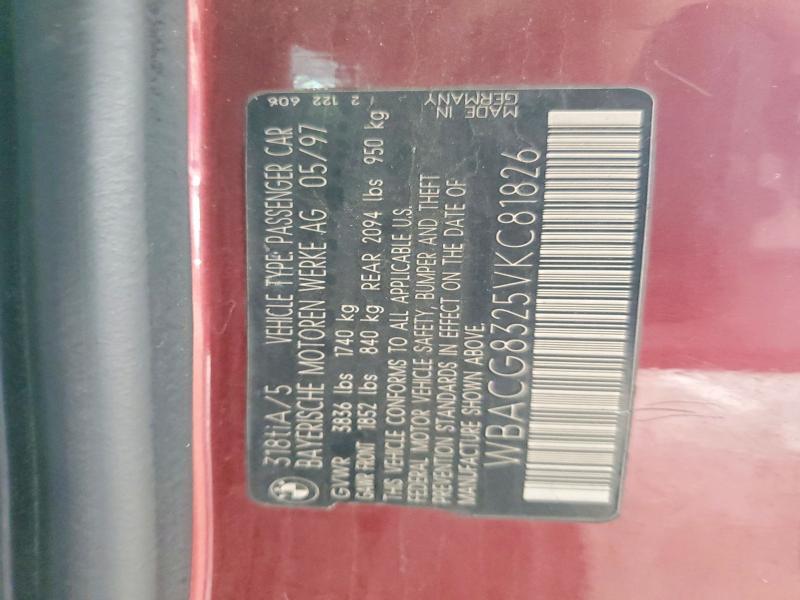 318tiA/5 VEHICLE TYPE: PASSENGER CAR 2 122 606
BAYERISCHE MOTOREN WERKE AG 05/97
GVWR 3836 lbs 1740 kg
GAWR FRONT 1852 lbs 840 kg REAR 2094 lbs 950 kg
THIS VEHICLE CONFORMS TO ALL APPLICABLE U.S.
FEDERAL MOTOR VEHICLE SAFETY, BUMPER AND THEFT
PREVENTION STANDARDS IN EFFECT ON THE DATE OF
MANUFACTURE SHOWN ABOVE.
MADE IN
GERMANY
WBACG8325VKC81826